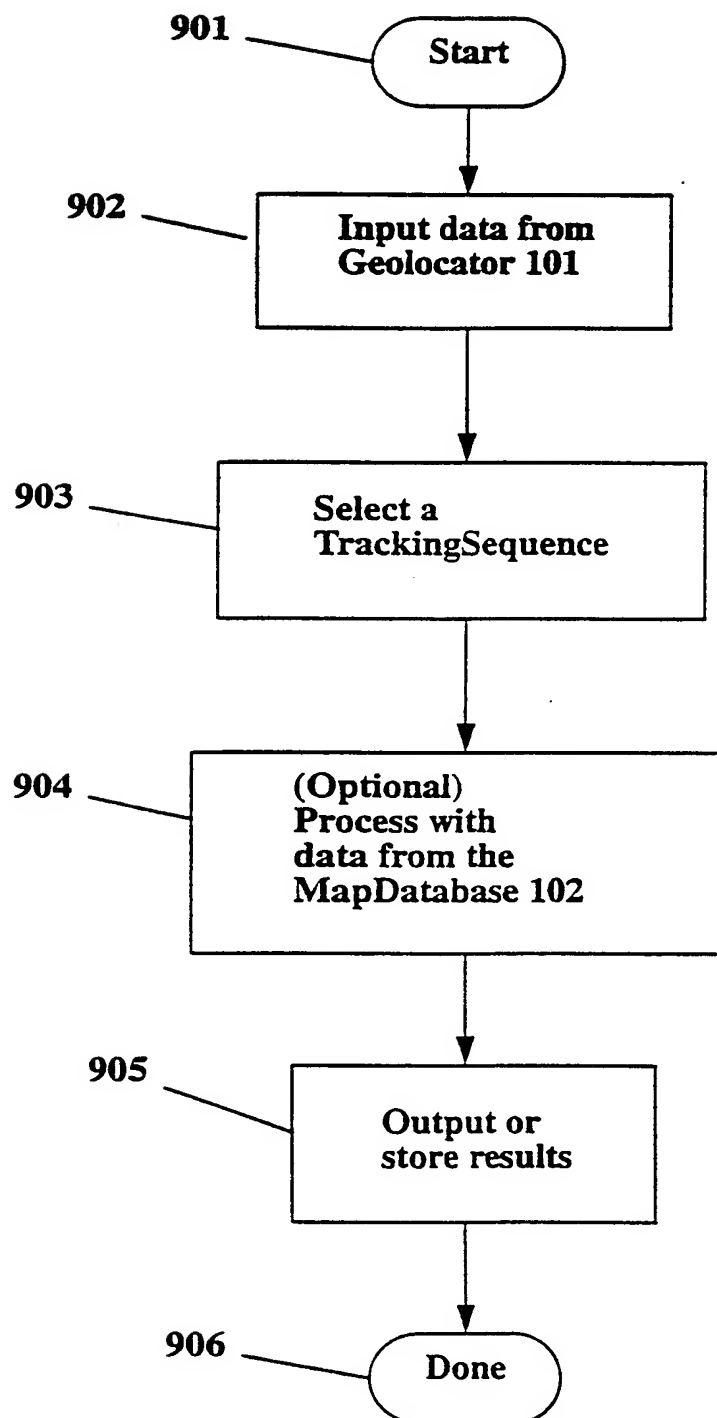 901
Start
902
Input data from
Geolocator 101
903
Select a
TrackingSequence
904
(Optional)
Process with
data from the
MapDatabase 102
905
Output or
store results
906
Done